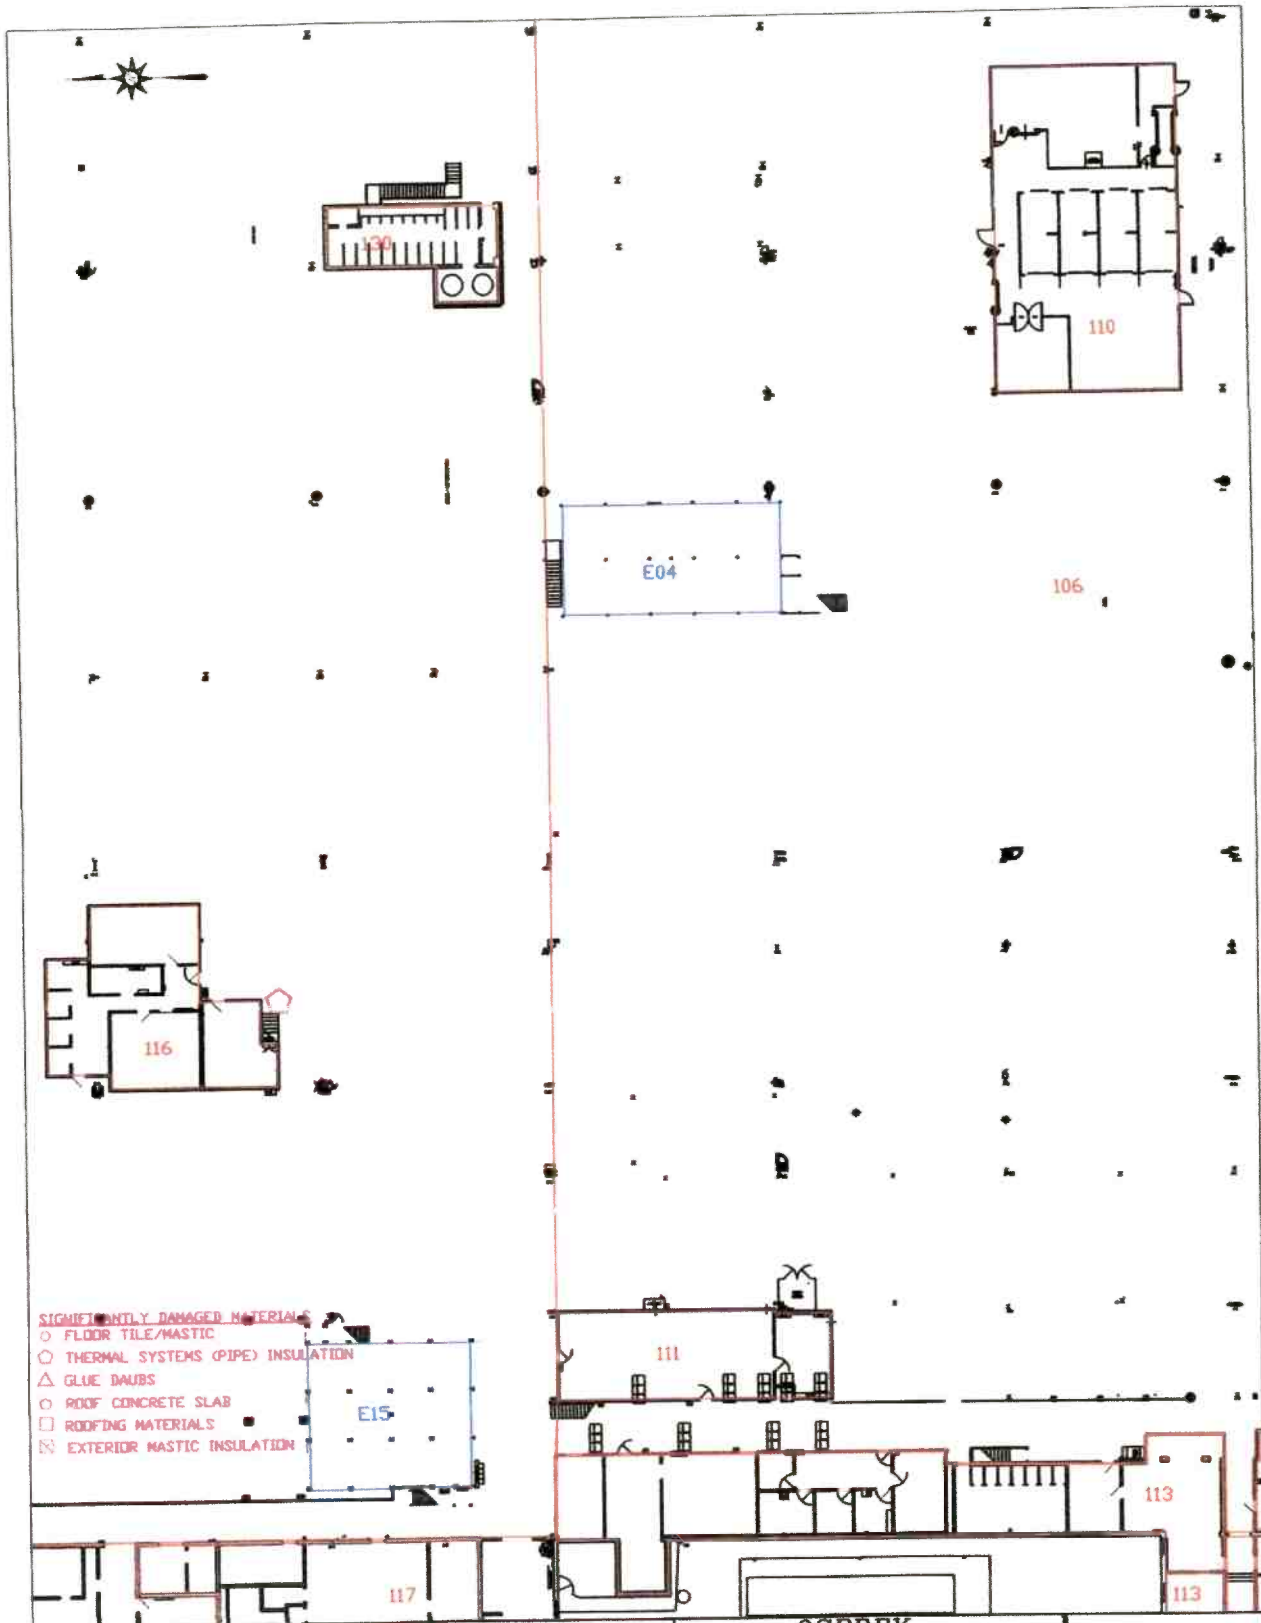 130
110
E04
106
116
SIGNIFICANTLY DAMAGED MATERIALS
FLOOR TILE/MASTIC
THERMAL SYSTEMS (PIPE) INSULATION
GLUE DAUBS
ROOF CONCRETE SLAB
ROOFING MATERIALS
EXTERIOR MASTIC INSULATION
E15
111
113
117
113